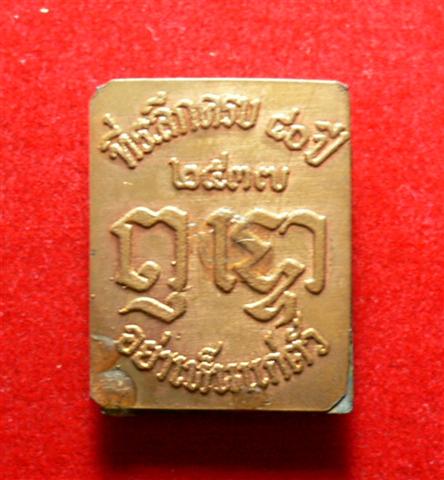 ที่ระลึกครบ ๘๐ ปี
๒๕๓๗
อย่าเห็นแก่ตัว